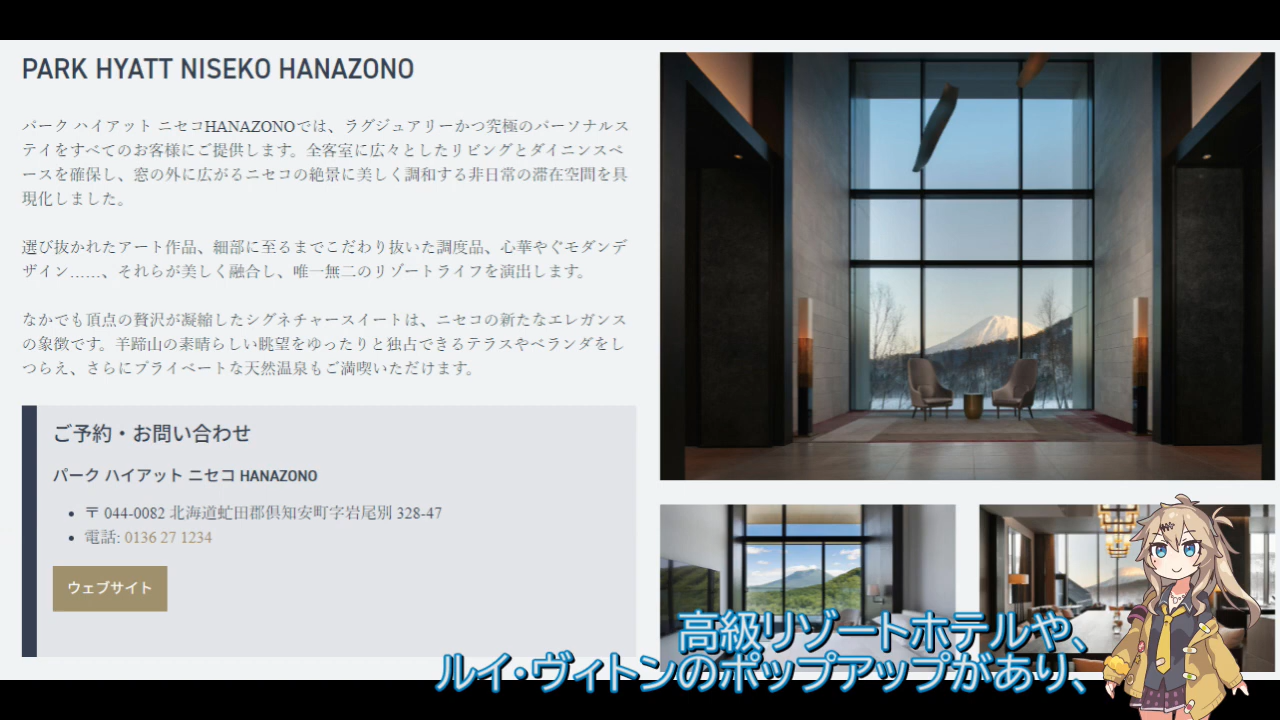 PARK HYATT NISEKO HANAZONO
パーク ハイアット ニセコHANAZONOでは、ラグジュアリーかつ究極のパーソナルス
テイをすべてのお客様にご提供します。全客室に広々としたリビングとダイニンスペ
ースを確保し、窓の外に広がるニセコの絶景に美しく調和する非日常の滞在空間を具
現化しました。
選び抜かれたアート作品、細部に至るまでこだわり抜いた調度品、心華やぐモダンデ
ザイン……、それらが美しく融合し、唯一無二のリゾートライフを演出します。
なかでも頂点の贅沢が凝縮したシグネチャースイートは、ニセコの新たなエレガンス
の象徴です。羊蹄山の素晴らしい眺望をゆったりと独占できるテラスやベランダをし
つらえ、さらにプライベートな天然温泉もご満喫いただけます。
ご予約・お問い合わせ
パーク ハイアット ニセコ HANAZONO
〒 044-0082 北海道虻田郡倶知安町字岩尾別 328-47
電話: 0136 27 1234
ウェブサイト
高級リゾートホテルや、
ルイ・ヴィトンのポップアップがあり、